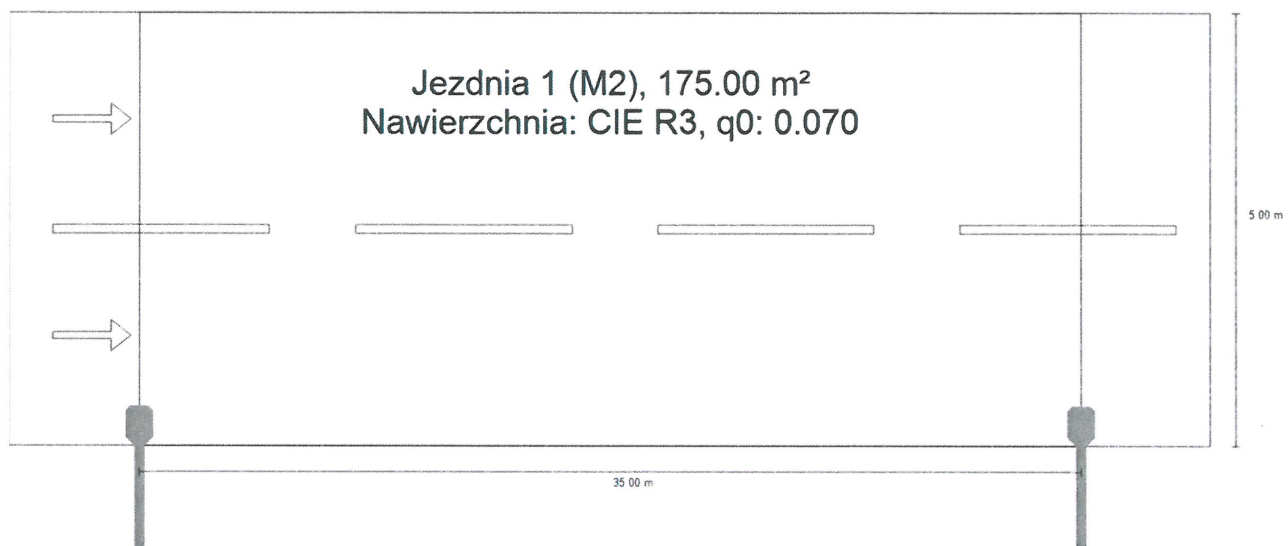 Jezdnia 1 (M2), 175.00 m²
Nawierzchnia: CIE R3, q0: 0.070
5.00 m
35.00 m